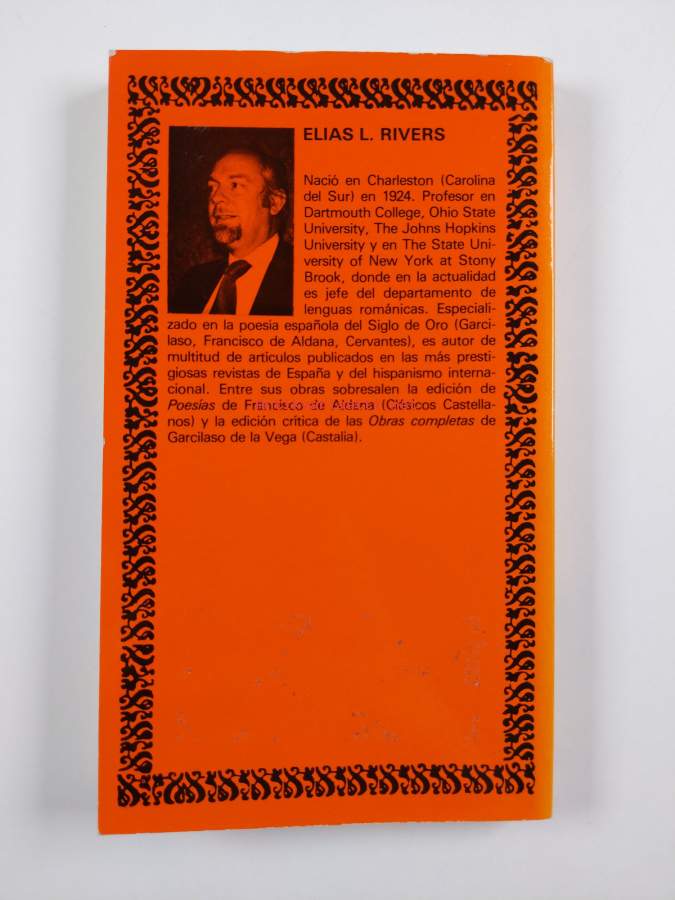 ELIAS L. RIVERS
Nació en Charleston (Carolina
del Sur) en 1924. Profesor en
Dartmouth College, Ohio State
University, The Johns Hopkins
University y en The State Uni-
versity of New York at Stony
Brook, donde en la actualidad
es jefe del departamento de
lenguas románicas. Especiali-
zado en la poesia española del Siglo de Oro (Garci-
laso, Francisco de Aldana, Cervantes), es autor de
multitud de artículos publicados en las más presti-
giosas revistas de España y del hispanismo interna-
cional. Entre sus obras sobresalen la edición de
Poesías de Francisco de Aldana (Clásicos Castella-
nos) y la edición crítica de las Obras completas de
Garcilaso de la Vega (Castalia).